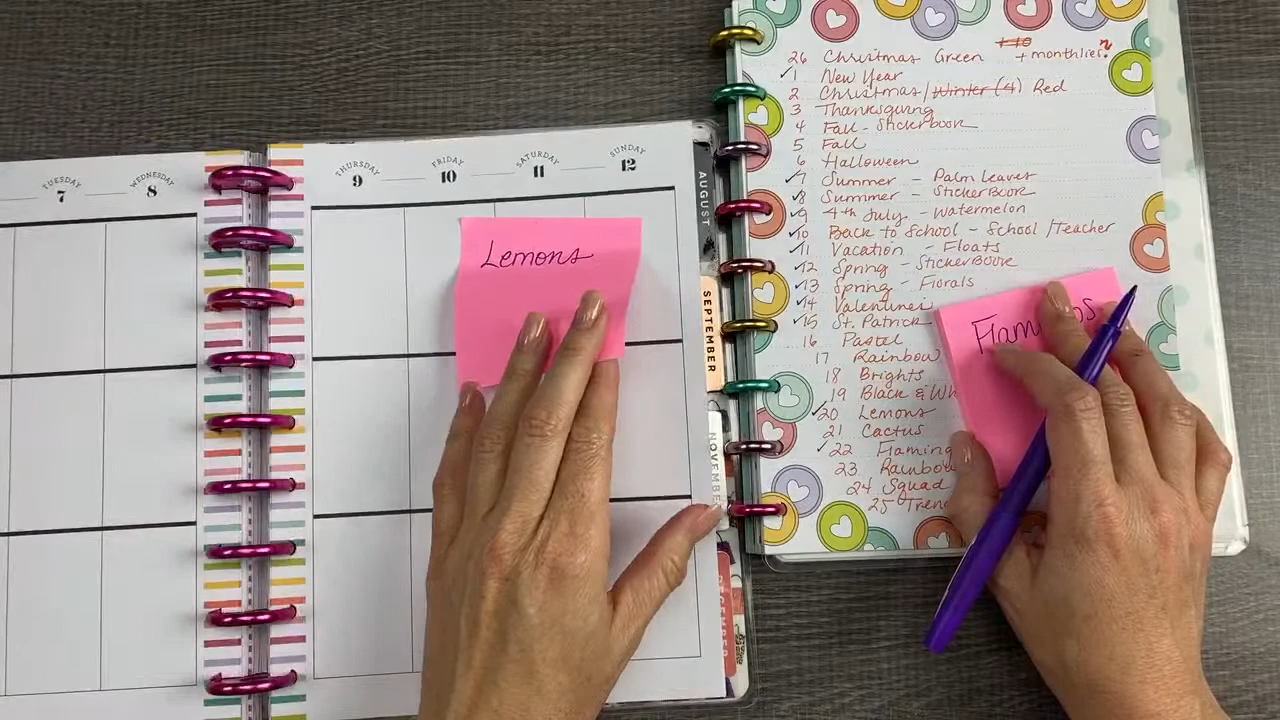 TUESDAY
7
WEDNESDAY
8
THURSDAY
9
FRIDAY
10
SATURDAY
11
SUNDAY
12
Lemons
AUGUST
SEPTEMBER
NOVEMBE
DECEMBER
26 Christmas Green + monthlies?
✓1 New Year
2 Christmas/Winter (4) Red
3 Thanksgiving
4 Fall - Stickerbook
5 Fall
6 Halloween
✓7 Summer - Palm Leaves
✓8 Summer - StickerBook
✓9 4th July - Watermelon
✓10 Back to School - School /Teacher
✓11 Vacation - Floats
✓12 Spring - StickerBook
✓13 Spring - Florals
✓14 Valentines
✓15 St. Patrick
16 Pastel
17 Rainbow
18 Brights
19 Black & Wh
✓20 Lemons
21 Cactus
✓22 Flaming
23 Rainbow
24 Squad
25 Tren
Flam os